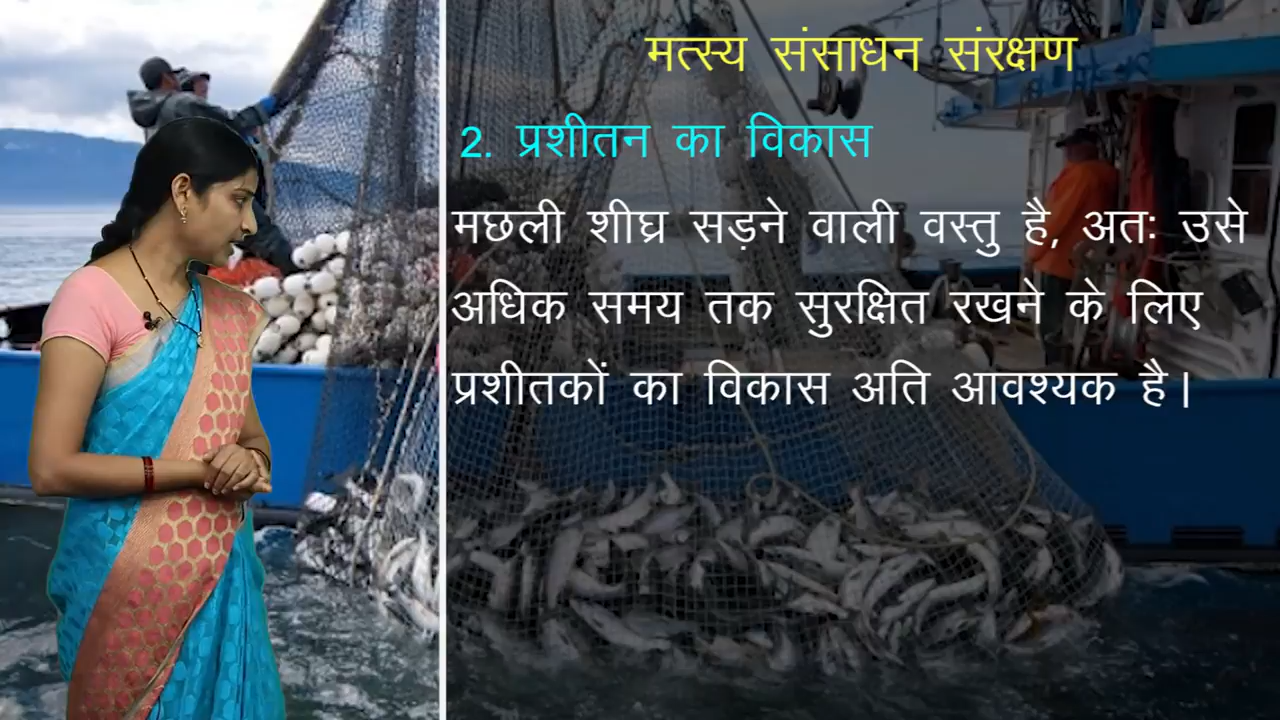 मत्स्य संसाधन संरक्षण
2. प्रशीतन का विकास
मछली शीघ्र सड़ने वाली वस्तु है, अतः उसे
अधिक समय तक सुरक्षित रखने के लिए
प्रशीतकों का विकास अति आवश्यक है।